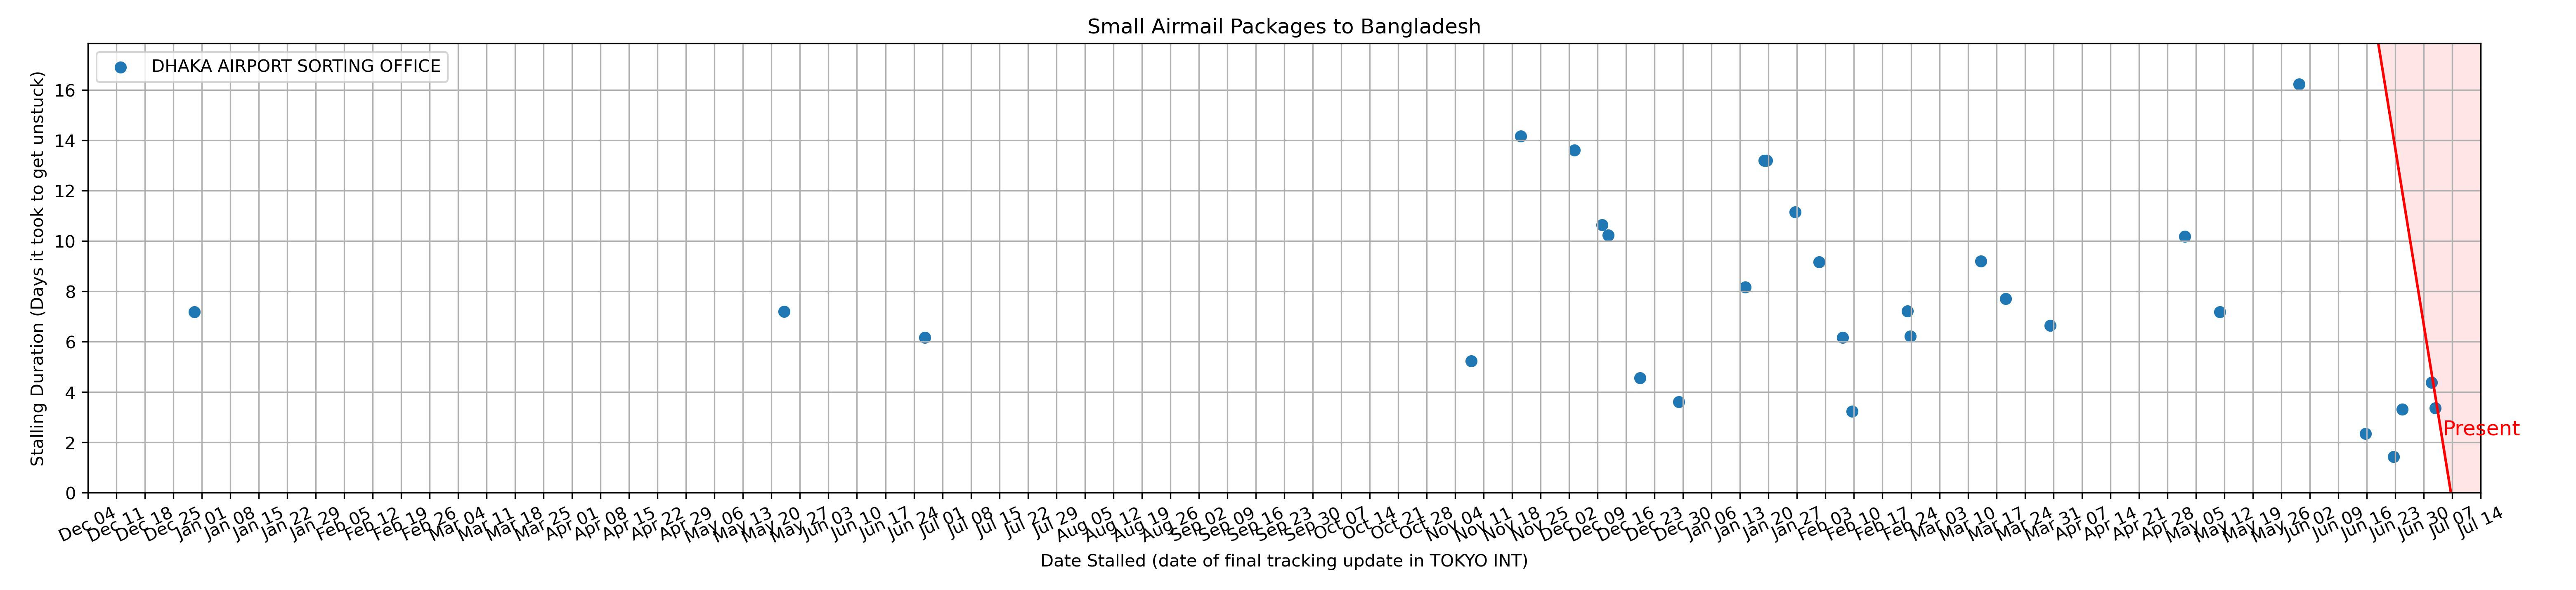 Small Airmail Packages to Bangladesh
DHAKA AIRPORT SORTING OFFICE
Stalling Duration (Days it took to get unstuck)
16
14
12
10
8
6
4
2
0
Present
Dec 04
Dec 11
Dec 18
Dec 25
Jan 01
Jan 08
Jan 15
Jan 22
Jan 29
Feb 05
Feb 12
Feb 19
Feb 26
Mar 04
Mar 11
Mar 18
Mar 25
Apr 01
Apr 08
Apr 15
Apr 22
Apr 29
May 06
May 13
May 20
May 27
Jun 03
Jun 10
Jun 17
Jun 24
Jul 01
Jul 08
Jul 15
Jul 22
Jul 29
Aug 05
Aug 12
Aug 19
Aug 26
Sep 02
Sep 09
Sep 16
Sep 23
Sep 30
Oct 07
Oct 14
Oct 21
Oct 28
Nov 04
Nov 11
Nov 18
Nov 25
Dec 02
Dec 09
Dec 16
Dec 23
Dec 30
Jan 06
Jan 13
Jan 20
Jan 27
Feb 03
Feb 10
Feb 17
Feb 24
Mar 03
Mar 10
Mar 17
Mar 24
Mar 31
Apr 07
Apr 14
Apr 21
Apr 28
May 05
May 12
May 19
May 26
Jun 02
Jun 09
Jun 16
Jun 23
Jun 30
Jul 07
Jul 14
Date Stalled (date of final tracking update in TOKYO INT)